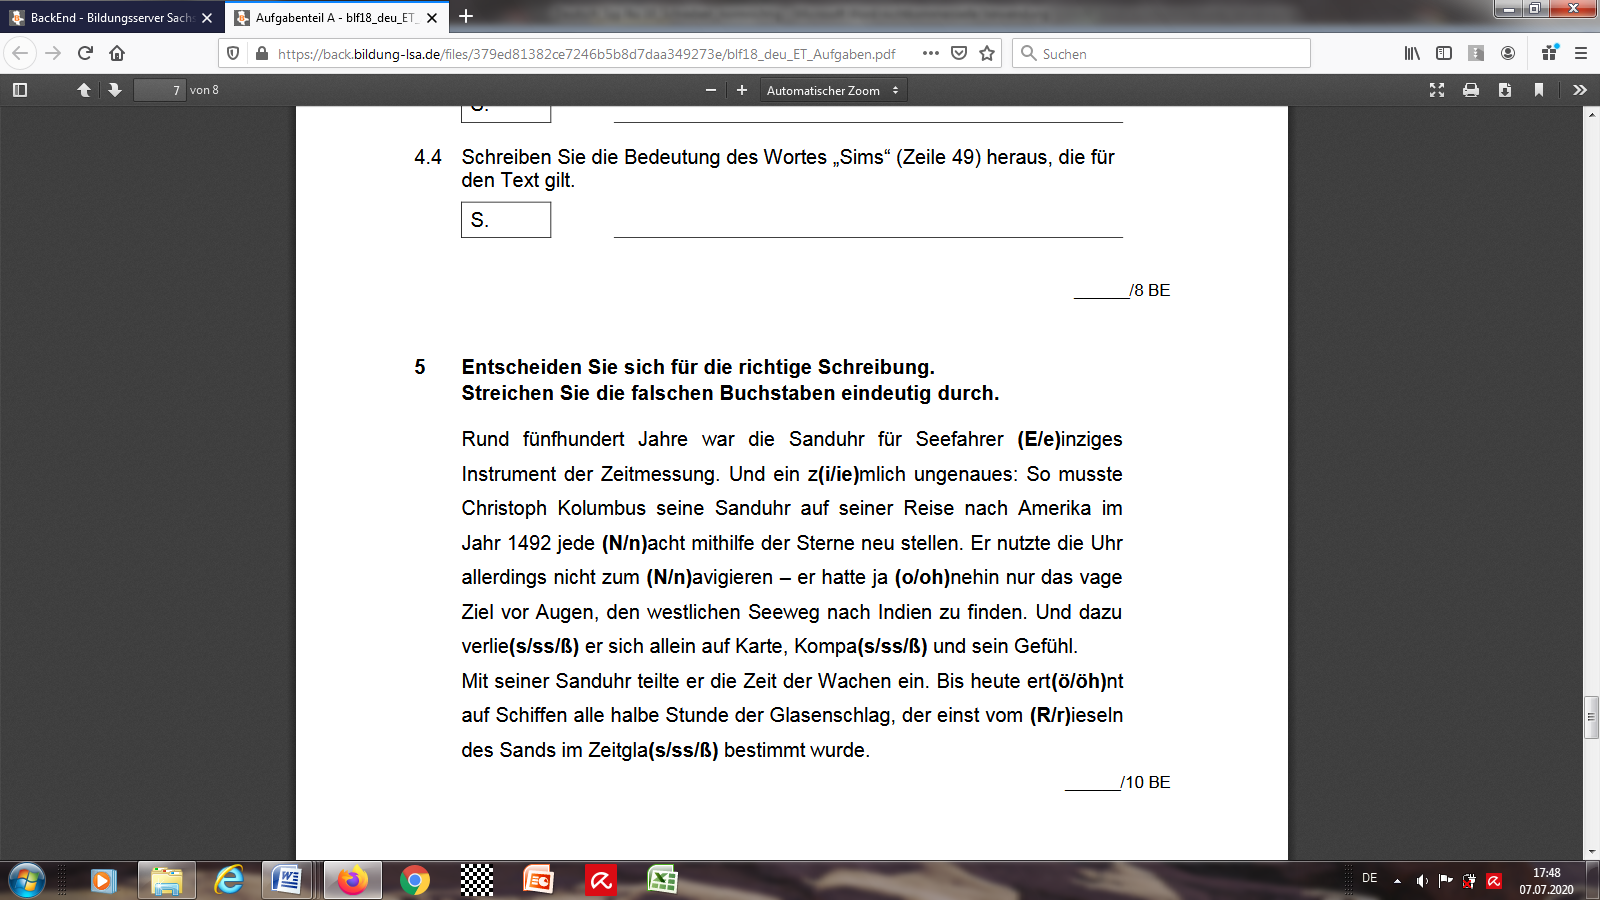 BackEnd - Bildungsserver Sachs
Aufgabenteil A - blf18_deu_ET_
https://back.bildung-lsa.de/files/379ed81382ce7246b5b8d7daa349273e/blf18_deu_ET_Aufgaben.pdf
Suchen
7 von 8
Automatischer Zoom
S.
4.4 Schreiben Sie die Bedeutung des Wortes „Sims“ (Zeile 49) heraus, die für
den Text gilt.
S.
______/8 BE
5 Entscheiden Sie sich für die richtige Schreibung.
Streichen Sie die falschen Buchstaben eindeutig durch.
Rund fünfhundert Jahre war die Sanduhr für Seefahrer (E/e)inziges
Instrument der Zeitmessung. Und ein z(i/ie)mlich ungenaues: So musste
Christoph Kolumbus seine Sanduhr auf seiner Reise nach Amerika im
Jahr 1492 jede (N/n)acht mithilfe der Sterne neu stellen. Er nutzte die Uhr
allerdings nicht zum (N/n)avigieren – er hatte ja (o/oh)nehin nur das vage
Ziel vor Augen, den westlichen Seeweg nach Indien zu finden. Und dazu
verlie(s/ss/ß) er sich allein auf Karte, Kompa(s/ss/ß) und sein Gefühl.
Mit seiner Sanduhr teilte er die Zeit der Wachen ein. Bis heute ert(ö/öh)nt
auf Schiffen alle halbe Stunde der Glasenschlag, der einst vom (R/r)ieseln
des Sands im Zeitgla(s/ss/ß) bestimmt wurde.
______/10 BE
DE
17:48
07.07.2020